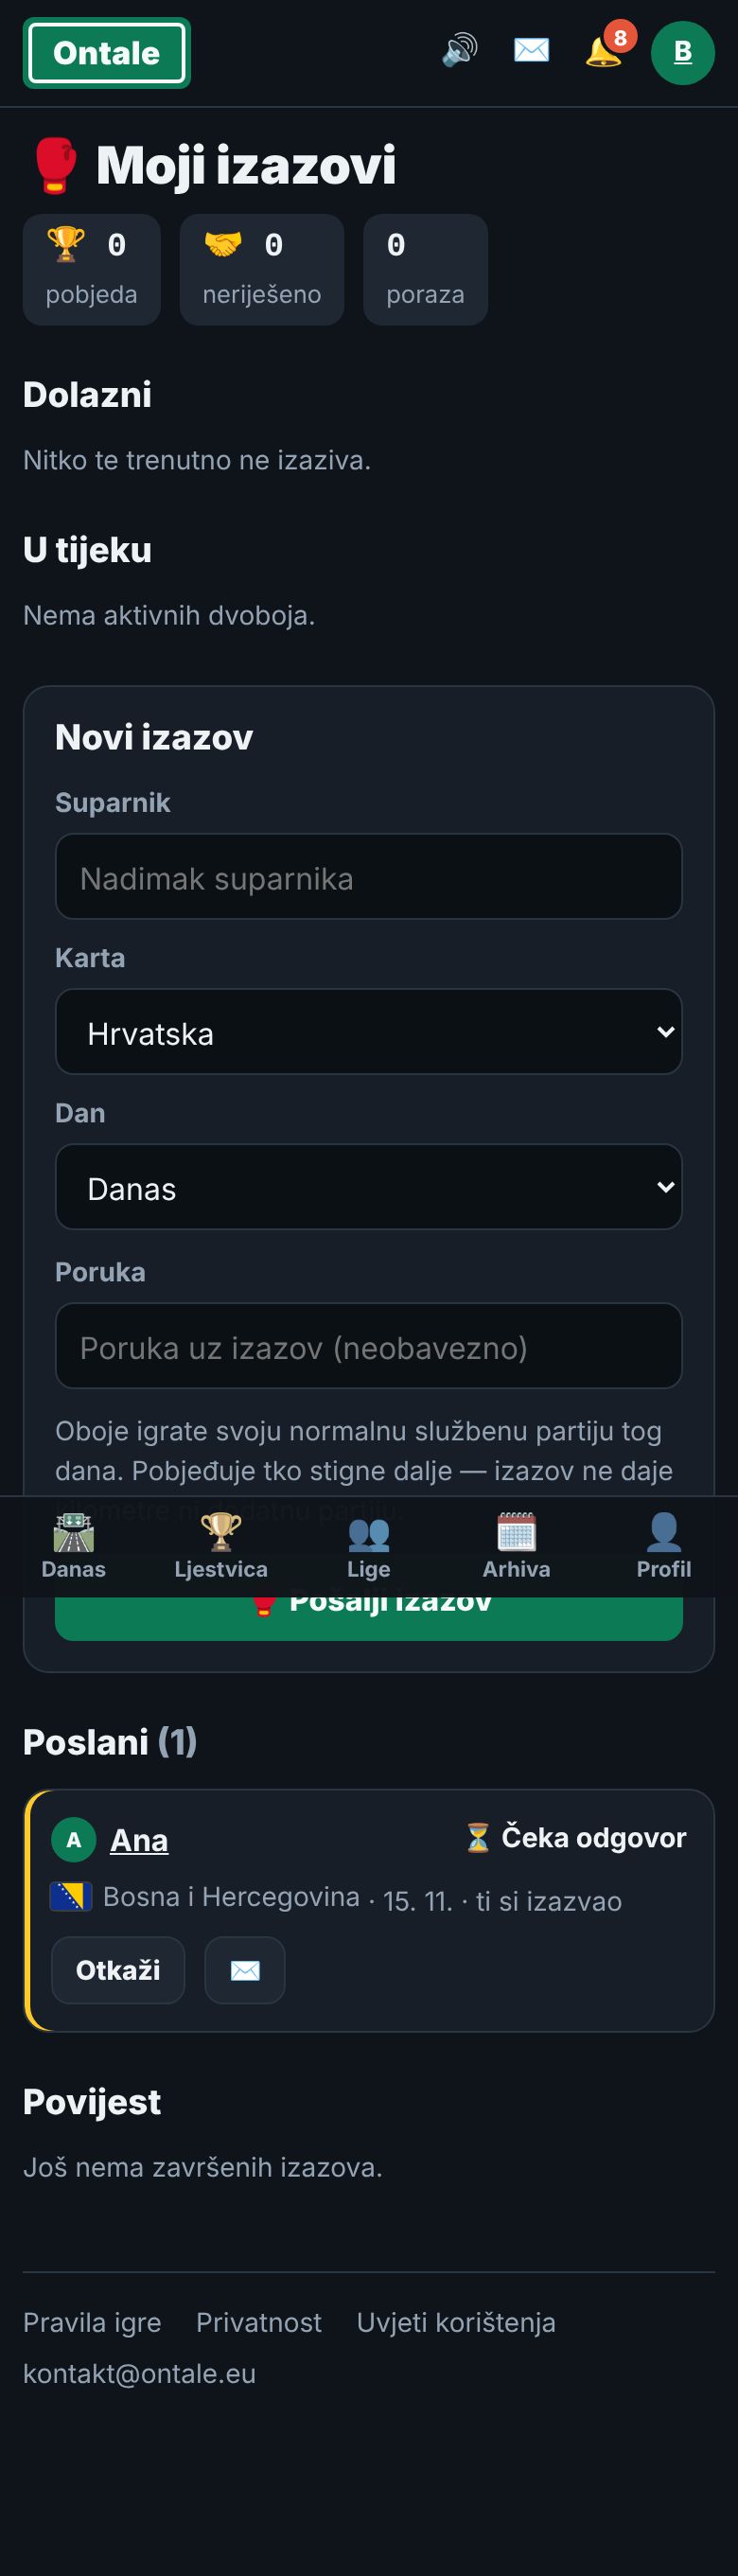 Ontale
8
B
Moji izazovi
0
pobjeda
0
neriješeno
0
poraza
Dolazni
Nitko te trenutno ne izaziva.
U tijeku
Nema aktivnih dvoboja.
Novi izazov
Suparnik
Nadimak suparnika
Karta
Hrvatska
Dan
Danas
Poruka
Poruka uz izazov (neobavezno)
Oboje igrate svoju normalnu službenu partiju tog
dana. Pobjeđuje tko stigne dalje — izazov ne daje
kilometre ni dodatnu partiju.
Danas
Ljestvica
Lige
Arhiva
Profil
Pošalji izazov
Poslani (1)
A Ana
Čeka odgovor
Bosna i Hercegovina · 15. 11. · ti si izazvao
Otkaži
Povijest
Još nema završenih izazova.
Pravila igre Privatnost Uvjeti korištenja
kontakt@ontale.eu